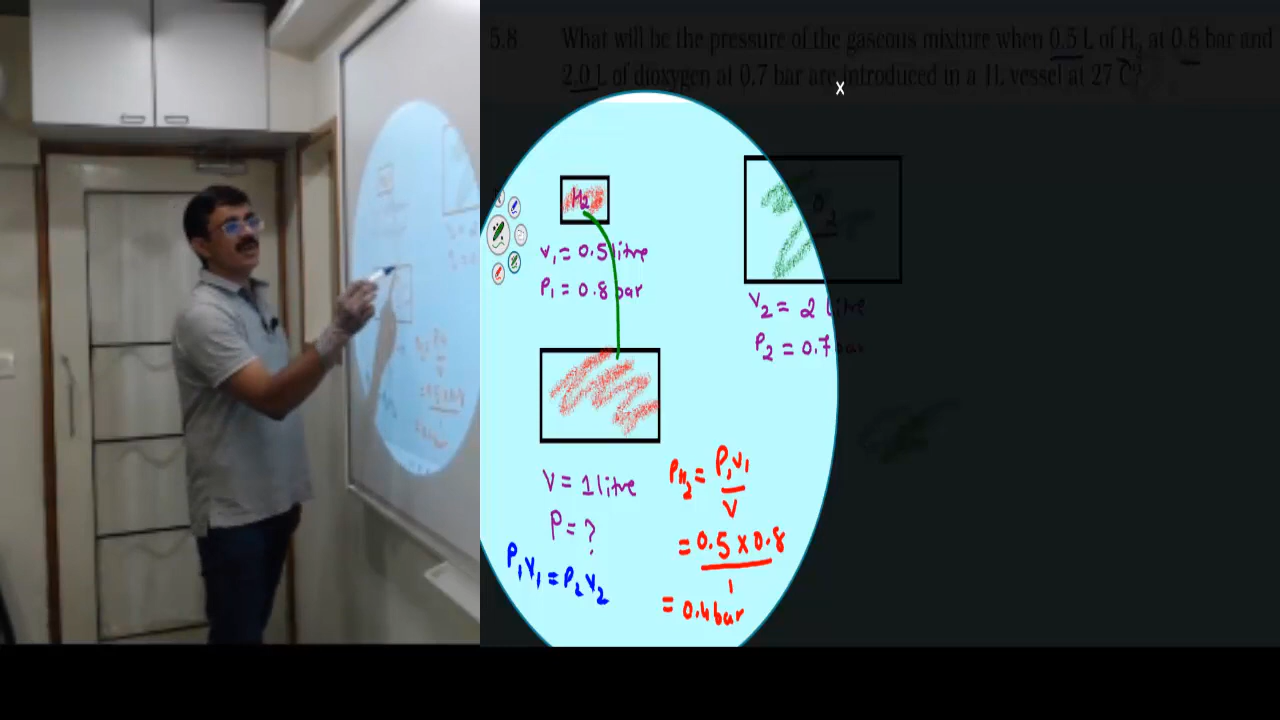 5.8. What will be the pressure of the gaseous mixture when 0.5 L of H2 at 0.8 bar and
2.0 L of dioxygen at 0.7 bar are introduced in a 1L vessel at 27°C?
x
H2
V1 = 0.5 litre
P1 = 0.8 bar
O2
V2 = 2 litre
P2 = 0.7 bar
V = 1 litre
P = ?
P1V1 = P2V2
PH2 = P1V1
V
= 0.5 × 0.8
1
= 0.4 bar